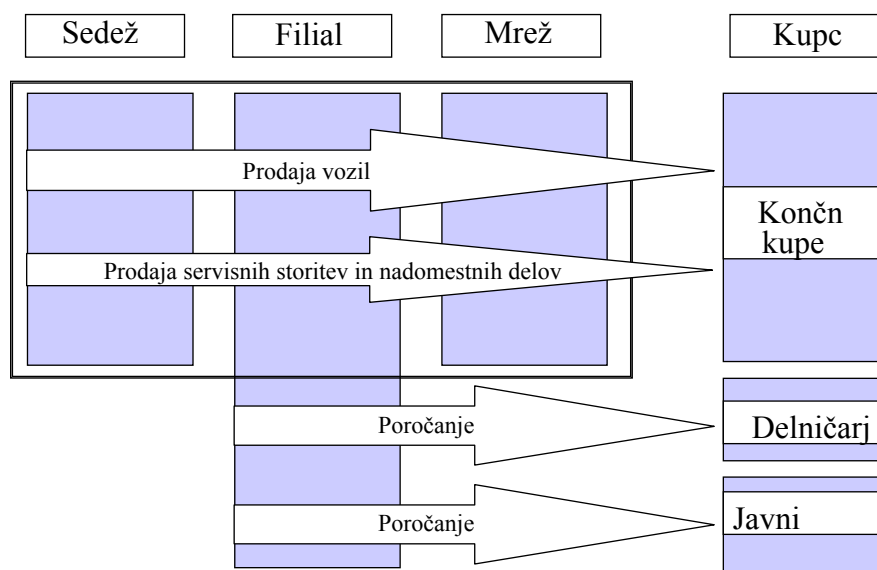 Sedež
Filial
Mrež
Kupc
Prodaja vozil
Končn
kupe
Prodaja servisnih storitev in nadomestnih delov
Poročanje
Delničarj
Poročanje
Javni